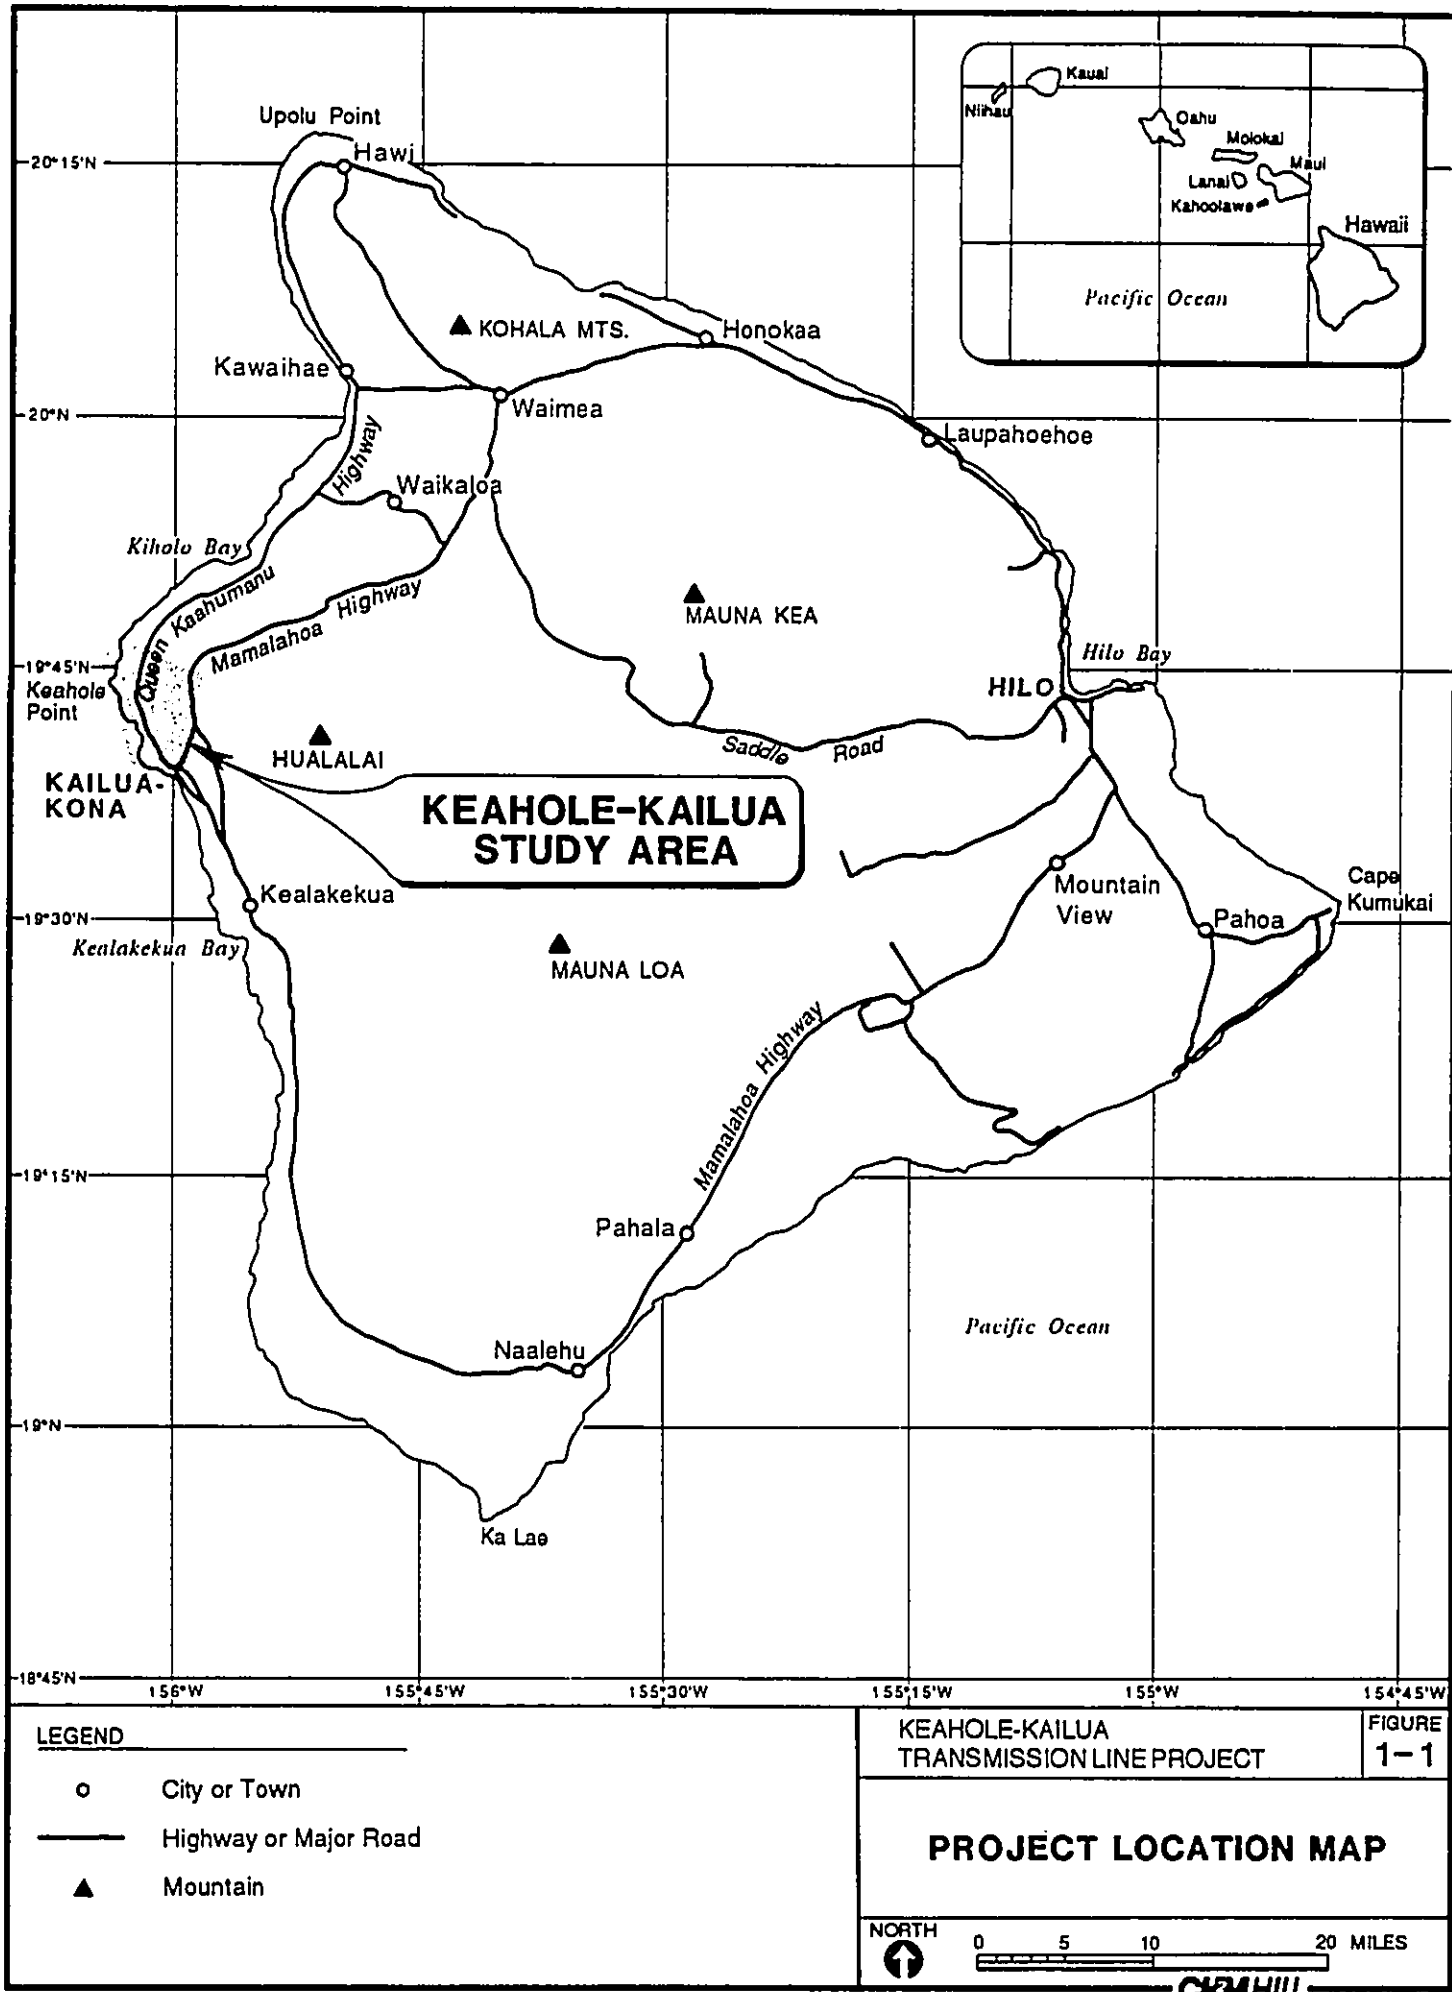 Kauai
Niihau
Oahu
Molokai
Maui
Lanai
Kahoolawe
Hawaii
Pacific Ocean
Upolu Point
Hawi
20°15'N
KOHALA MTS.
Honokaa
Kawaihae
Waimea
20°N
Laupahoehoe
Highway
Waikaloa
Kiholo Bay
Queen Kaahumanu
Mamalahoa Highway
MAUNA KEA
19°45'N
Keahole
Point
Hilo Bay
HILO
HUALALAI
Saddle Road
KAILUA-
KONA
KEAHOLE-KAILUA
STUDY AREA
Kealakekua
Mountain
View
Cape
Kumukai
19°30'N
Pahoa
Kealakekua Bay
MAUNA LOA
Mamalahoa Highway
19°15'N
Pahala
Pacific Ocean
Naalehu
19°N
Ka Lae
18°45'N
156°W
155°45'W
155°30'W
155°15'W
155°W
154°45'W
LEGEND
City or Town
Highway or Major Road
Mountain
KEAHOLE-KAILUA
TRANSMISSION LINE PROJECT
FIGURE
1-1
PROJECT LOCATION MAP
NORTH
0 5 10 20 MILES
CH2M HILL